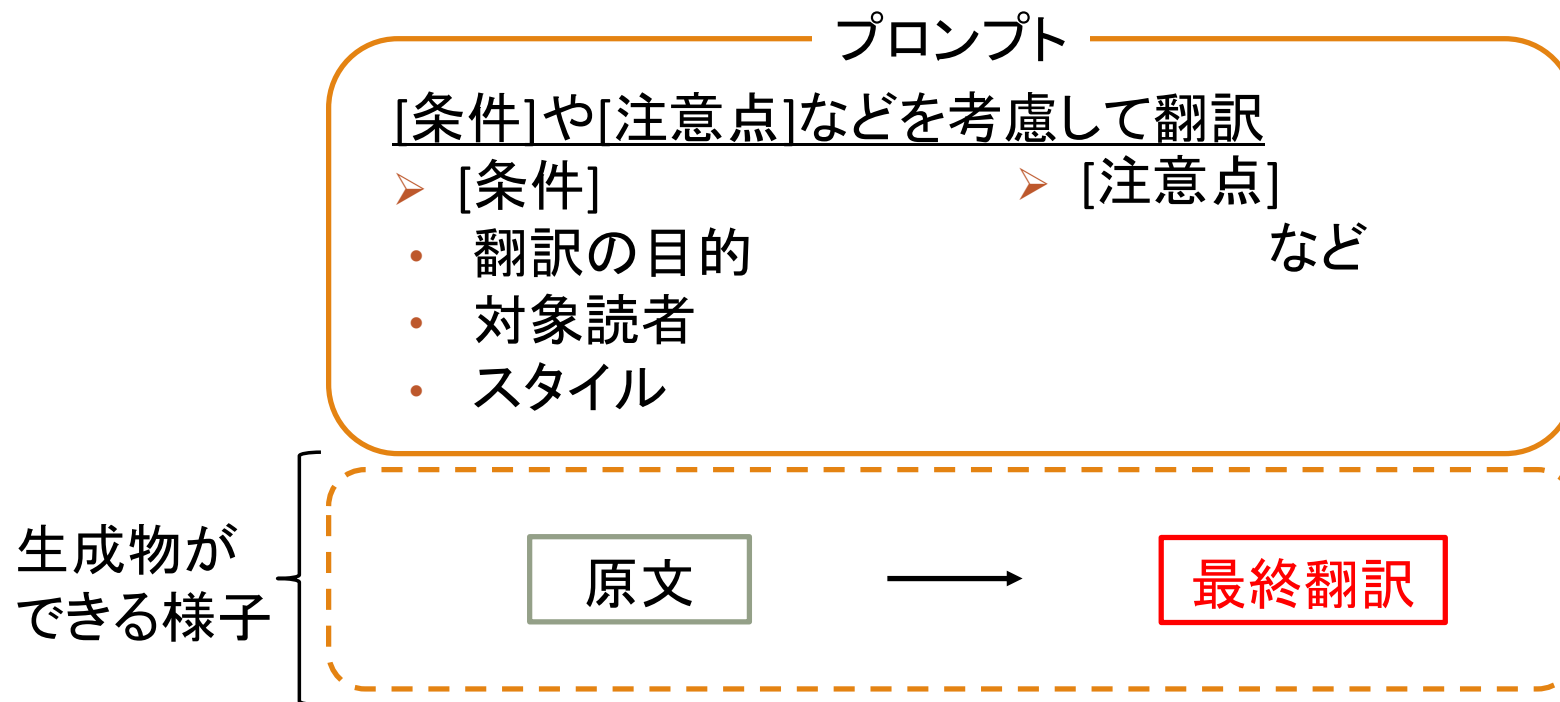 プロンプト
[条件]や[注意点]などを考慮して翻訳
➢ [条件]
• 翻訳の目的
• 対象読者
• スタイル
➢ [注意点]
など
生成物が
できる様子
原文
最終翻訳